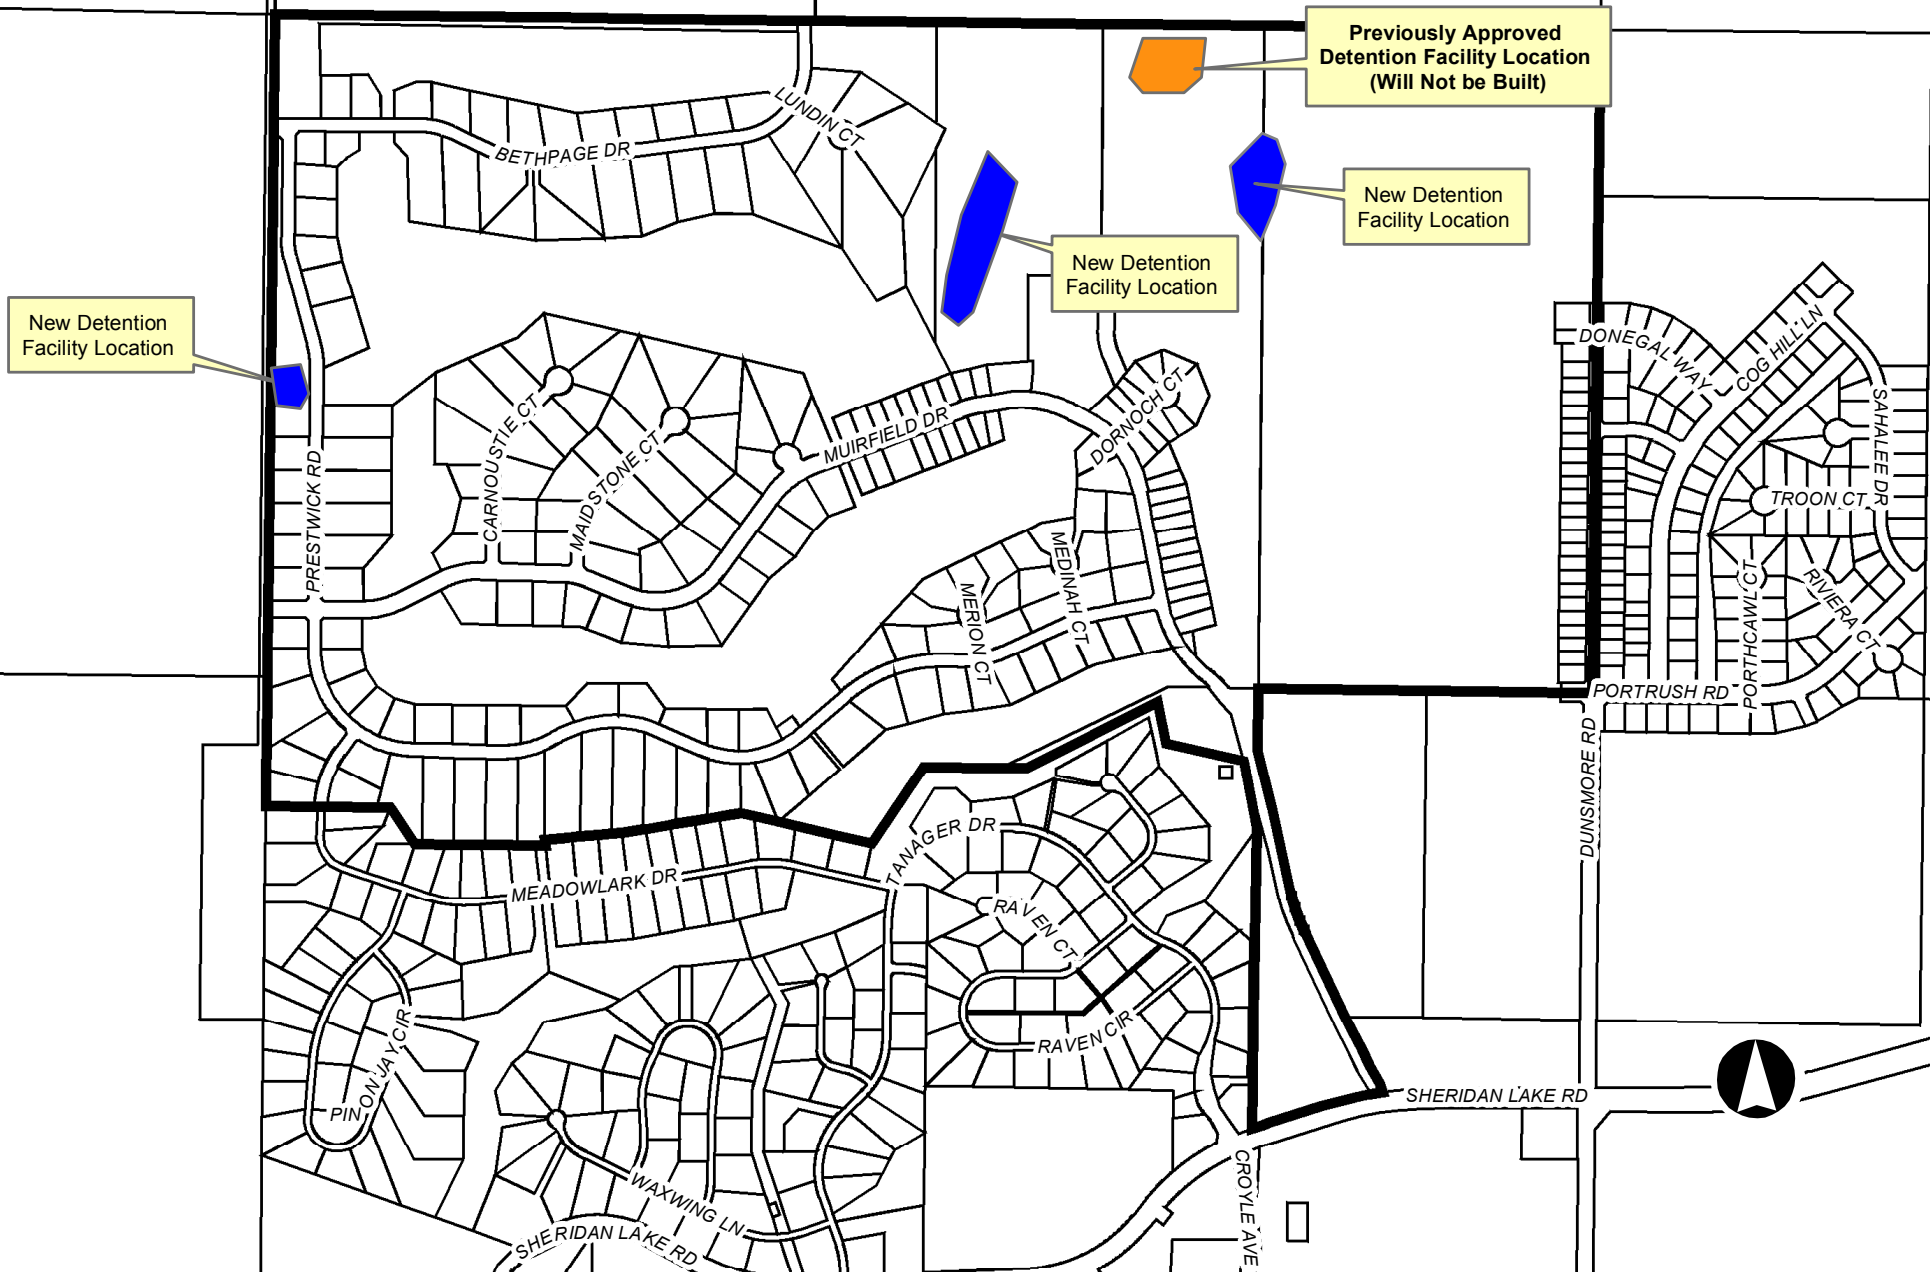 Previously Approved
Detention Facility Location
(Will Not be Built)
LUNDIN CT
BETHPAGE DR
New Detention
Facility Location
New Detention
Facility Location
New Detention
Facility Location
DONEGAL WAY
COG HILL LN
SAHALEE DR
CARNOUSTIE CT
MAIDSTONE CT
MUIRFIELD DR
DORNOCH CT
PRESTWICK RD
TROON CT
MEDINAH CT
MERION CT
PORTHCAWL CT
RIVIERA CT
PORTRUSH RD
DUNSMORE RD
TANAGER DR
MEADOWLARK DR
RAVEN CT
RAVEN CIR
PINON JAY CIR
SHERIDAN LAKE RD
WAXWING LN
SHERIDAN LAKE RD
CROYLE AVE